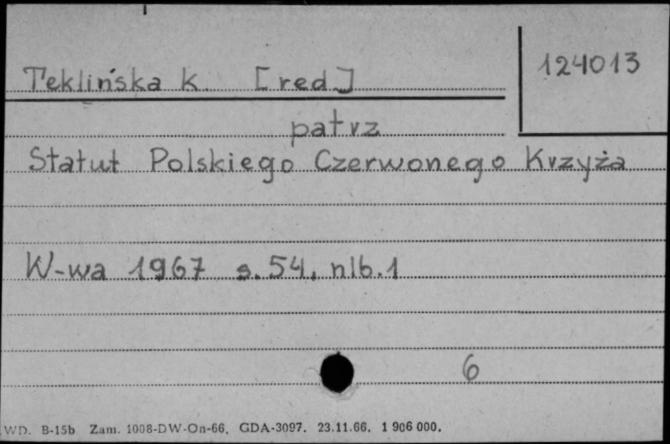 124013
Teklińska K. [red.]
patrz
Statut Polskiego Czerwonego Krzyża
W-wa 1967 s. 54, nlb. 1
6
WD. B-15b Zam. 1008-DW-On-66. GDA-3097. 23.11.66. 1 906 000.